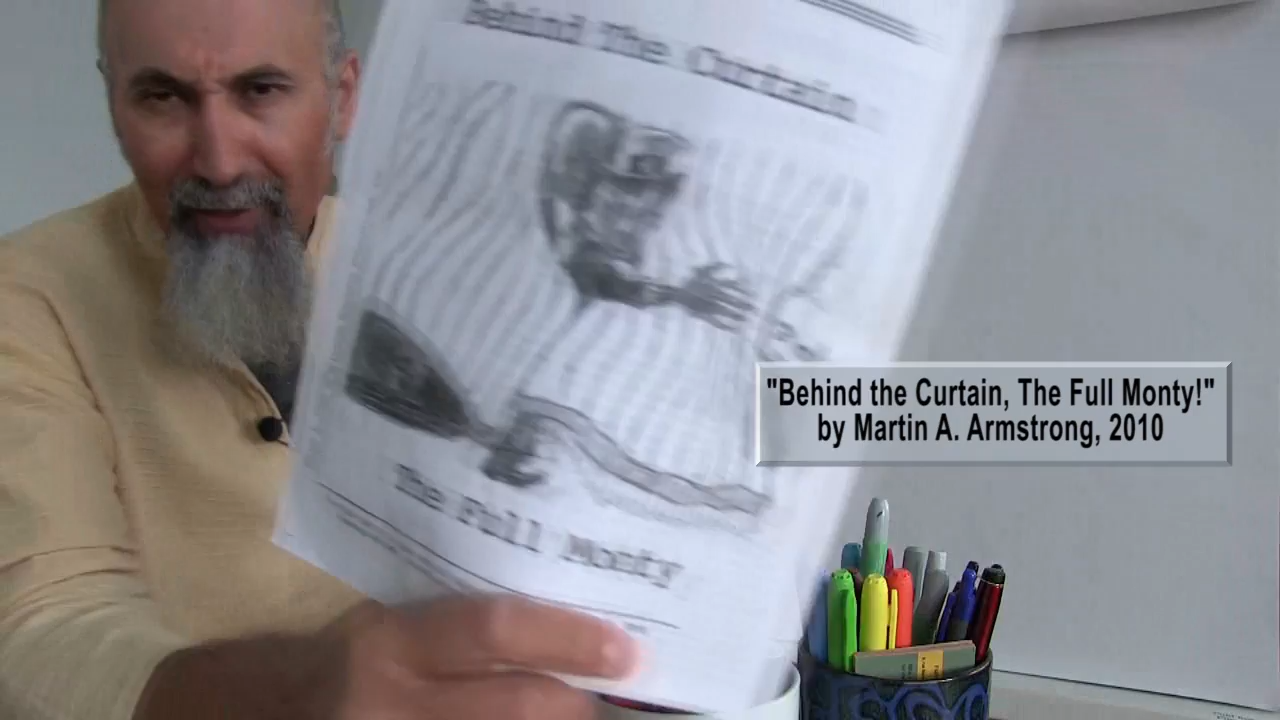 Behind The Curtain
The Full Monty
"Behind the Curtain, The Full Monty!"
by Martin A. Armstrong, 2010